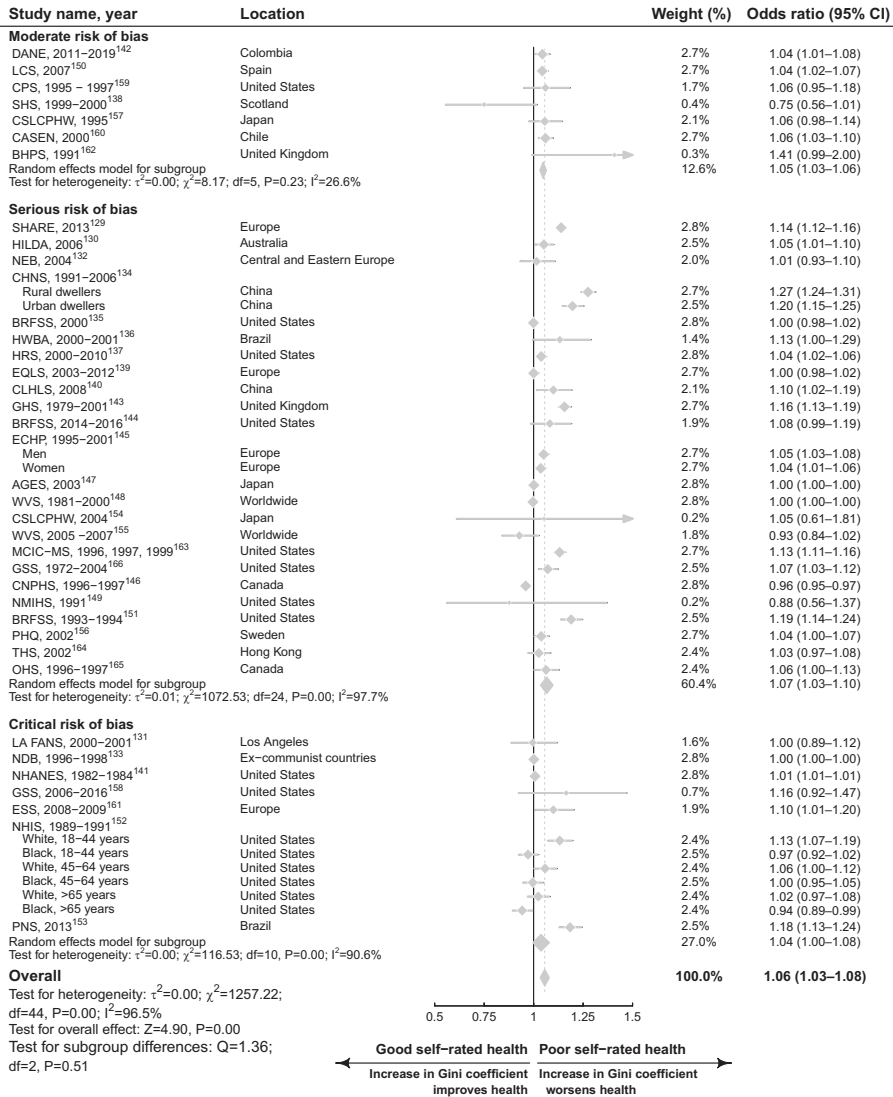 Study name, year Location Weight (%) Odds ratio (95% CI)
Moderate risk of bias
DANE, 2011−2019142 Colombia 2.7% 1.04 (1.01–1.08)
LCS, 2007150 Spain 2.7% 1.04 (1.02–1.07)
CPS, 1995 − 1997159 United States 1.7% 1.06 (0.95–1.18)
SHS, 1999−2000138 Scotland 0.4% 0.75 (0.56–1.01)
CSLCPHW, 1995157 Japan 2.1% 1.06 (0.98–1.14)
CASEN, 2000160 Chile 2.7% 1.06 (1.03–1.10)
BHPS, 1991162 United Kingdom 0.3% 1.41 (0.99–2.00)
Random effects model for subgroup 12.6% 1.05 (1.03–1.06)
Test for heterogeneity: τ2=0.00; χ2=8.17; df=5, P=0.23; I2=26.6%
Serious risk of bias
SHARE, 2013129 Europe 2.8% 1.14 (1.12–1.16)
HILDA, 2006130 Australia 2.5% 1.05 (1.01–1.10)
NEB, 2004132 Central and Eastern Europe 2.0% 1.01 (0.93–1.10)
CHNS, 1991−2006134
Rural dwellers China 2.7% 1.27 (1.24–1.31)
Urban dwellers China 2.5% 1.20 (1.15–1.25)
BRFSS, 2000135 United States 2.8% 1.00 (0.98–1.02)
HWBA, 2000−2001136 Brazil 1.4% 1.13 (1.00–1.29)
HRS, 2000−2010137 United States 2.8% 1.04 (1.02–1.06)
EQLS, 2003−2012139 Europe 2.7% 1.00 (0.98–1.02)
CLHLS, 2008140 China 2.1% 1.10 (1.02–1.19)
GHS, 1979−2001143 United Kingdom 2.7% 1.16 (1.13–1.19)
BRFSS, 2014−2016144 United States 1.9% 1.08 (0.99–1.19)
ECHP, 1995−2001145
Men Europe 2.7% 1.05 (1.03–1.08)
Women Europe 2.7% 1.04 (1.01–1.06)
AGES, 2003147 Japan 2.8% 1.00 (1.00–1.00)
WVS, 1981−2000148 Worldwide 2.8% 1.00 (1.00–1.00)
CSLCPHW, 2004154 Japan 0.2% 1.05 (0.61–1.81)
WVS, 2005 −2007155 Worldwide 1.8% 0.93 (0.84–1.02)
MCIC−MS, 1996, 1997, 1999163 United States 2.7% 1.13 (1.11–1.16)
GSS, 1972−2004166 United States 2.5% 1.07 (1.03–1.12)
CNPHS, 1996−1997146 Canada 2.8% 0.96 (0.95–0.97)
NMIHS, 1991149 United States 0.2% 0.88 (0.56–1.37)
BRFSS, 1993−1994151 United States 2.5% 1.19 (1.14–1.24)
PHQ, 2002156 Sweden 2.7% 1.04 (1.00–1.07)
THS, 2002164 Hong Kong 2.4% 1.03 (0.97–1.08)
OHS, 1996−1997165 Canada 2.4% 1.06 (1.00–1.13)
Random effects model for subgroup 60.4% 1.07 (1.03–1.10)
Test for heterogeneity: τ2=0.01; χ2=1072.53; df=24, P=0.00; I2=97.7%
Critical risk of bias
LA FANS, 2000−2001131 Los Angeles 1.6% 1.00 (0.89–1.12)
NDB, 1996−1998133 Ex−communist countries 2.8% 1.00 (1.00–1.00)
NHANES, 1982−1984141 United States 2.8% 1.01 (1.01–1.01)
GSS, 2006−2016158 United States 0.7% 1.16 (0.92–1.47)
ESS, 2008−2009161 Europe 1.9% 1.10 (1.01–1.20)
NHIS, 1989−1991152
White, 18−44 years United States 2.4% 1.13 (1.07–1.19)
Black, 18−44 years United States 2.5% 0.97 (0.92–1.02)
White, 45−64 years United States 2.4% 1.06 (1.00–1.12)
Black, 45−64 years United States 2.5% 1.00 (0.95–1.05)
White, >65 years United States 2.4% 1.02 (0.97–1.08)
Black, >65 years United States 2.4% 0.94 (0.89–0.99)
PNS, 2013153 Brazil 2.5% 1.18 (1.13–1.24)
Random effects model for subgroup 27.0% 1.04 (1.00–1.08)
Test for heterogeneity: τ2=0.00; χ2=116.53; df=10, P=0.00; I2=90.6%
Overall 100.0% 1.06 (1.03–1.08)
Test for heterogeneity: τ2=0.00; χ2=1257.22;
df=44, P=0.00; I2=96.5%
Test for overall effect: Z=4.90, P=0.00
Test for subgroup differences: Q=1.36;
df=2, P=0.51
0.5 0.75 1 1.25 1.5
Good self−rated health Poor self−rated health
Increase in Gini coefficient Increase in Gini coefficient
improves health worsens health